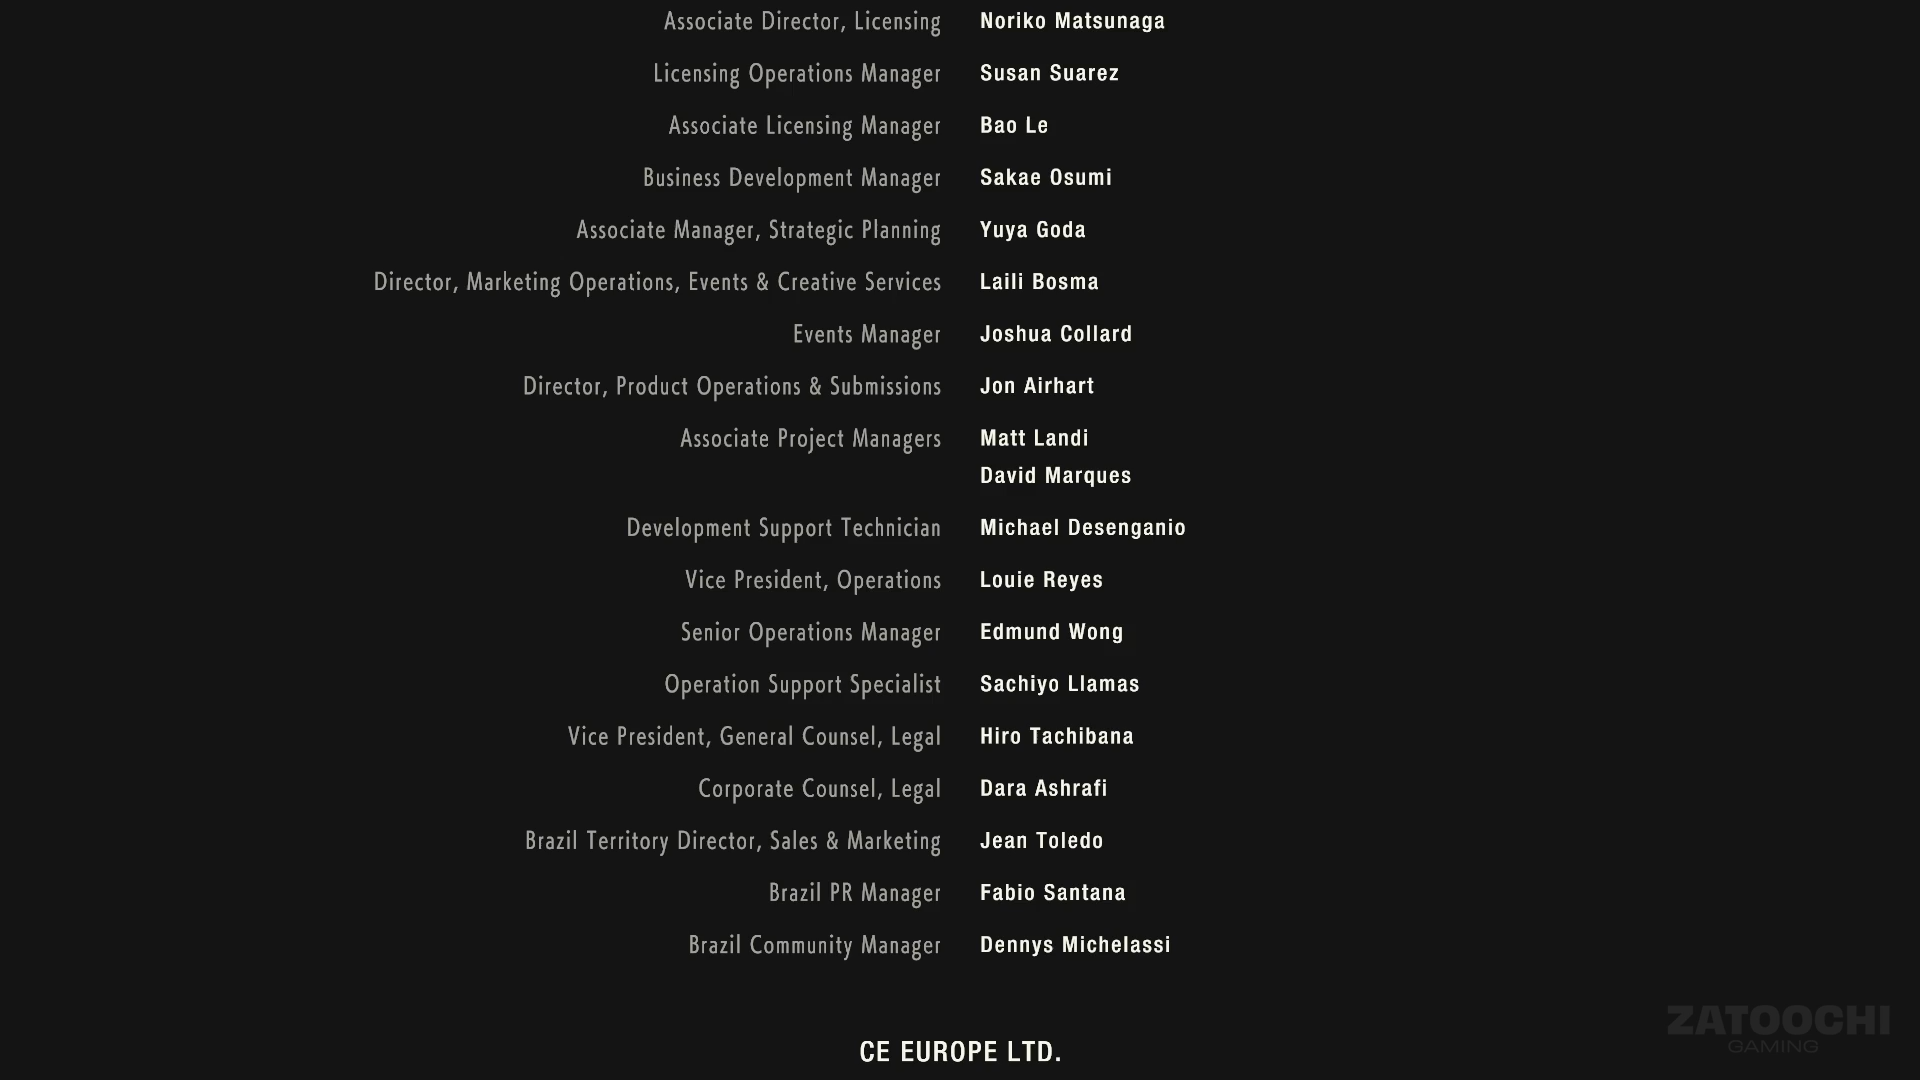 Associate Director, Licensing Noriko Matsunaga
Licensing Operations Manager Susan Suarez
Associate Licensing Manager Bao Le
Business Development Manager Sakae Osumi
Associate Manager, Strategic Planning Yuya Goda
Director, Marketing Operations, Events & Creative Services Laili Bosma
Events Manager Joshua Collard
Director, Product Operations & Submissions Jon Airhart
Associate Project Managers Matt Landi
David Marques
Development Support Technician Michael Desenganio
Vice President, Operations Louie Reyes
Senior Operations Manager Edmund Wong
Operation Support Specialist Sachiyo Llamas
Vice President, General Counsel, Legal Hiro Tachibana
Corporate Counsel, Legal Dara Ashrafi
Brazil Territory Director, Sales & Marketing Jean Toledo
Brazil PR Manager Fabio Santana
Brazil Community Manager Dennys Michelassi
CE EUROPE LTD.
ZATOOCHI
GAMING